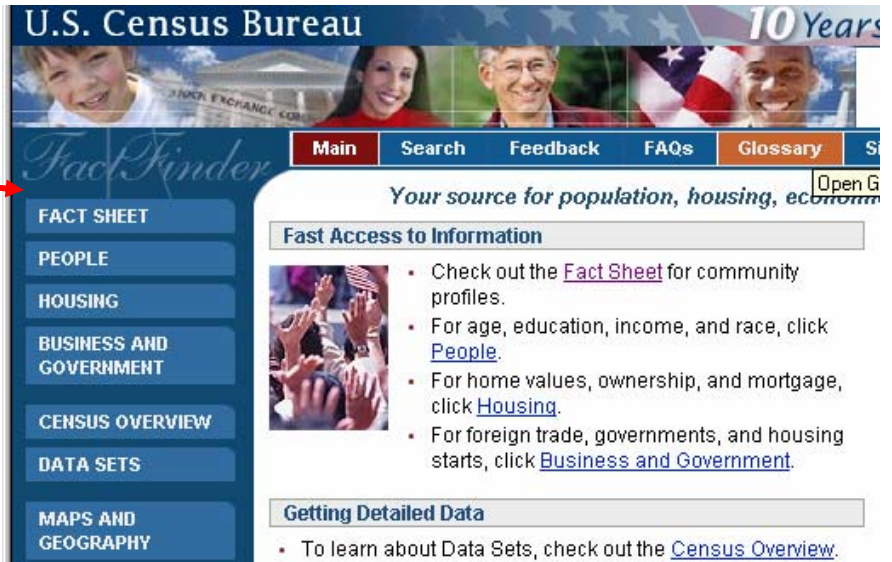 U.S. Census Bureau
10 Years
STOCK EXCHANGE
FactFinder
Main Search Feedback FAQs Glossary
Open G
Your source for population, housing,
FACT SHEET
PEOPLE
HOUSING
BUSINESS AND
GOVERNMENT
CENSUS OVERVIEW
DATA SETS
MAPS AND
GEOGRAPHY
Fast Access to Information
• Check out the Fact Sheet for community
profiles.
• For age, education, income, and race, click
People.
• For home values, ownership, and mortgage,
click Housing.
• For foreign trade, governments, and housing
starts, click Business and Government.
Getting Detailed Data
• To learn about Data Sets, check out the Census Overview.